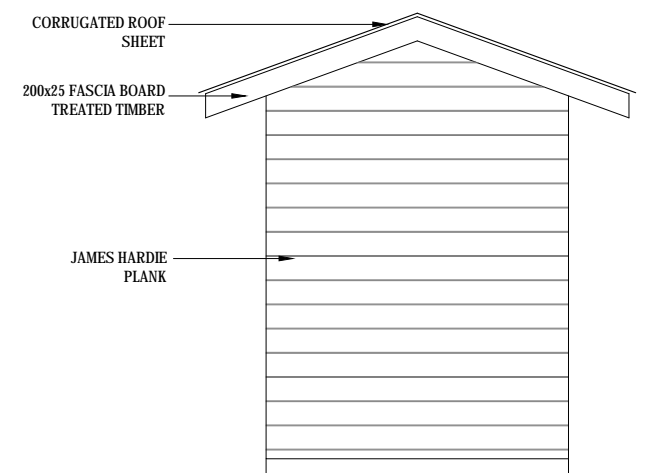 CORRUGATED ROOF
SHEET
200x25 FASCIA BOARD
TREATED TIMBER
JAMES HARDIE
PLANK